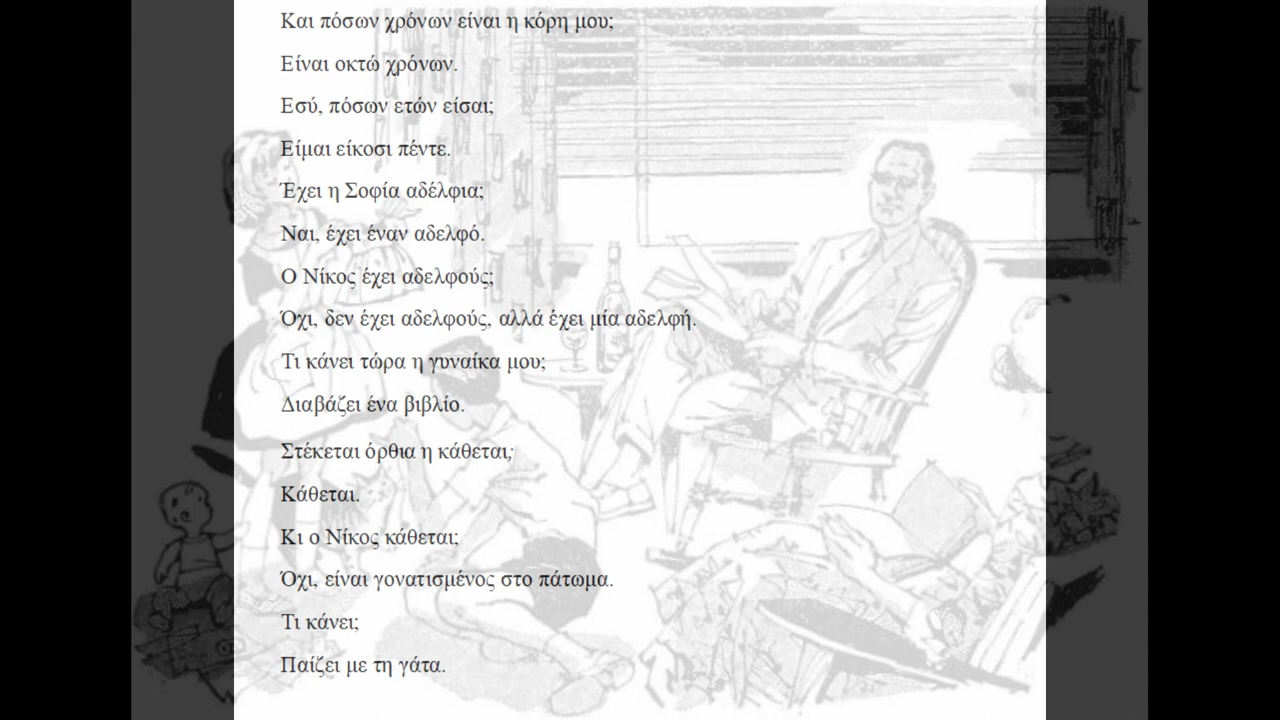 Και πόσων χρόνων είναι η κόρη μου;
Είναι οκτώ χρόνων.
Εσύ, πόσων ετών είσαι;
Είμαι είκοσι πέντε.
Έχει η Σοφία αδέλφια;
Ναι, έχει έναν αδελφό.
Ο Νίκος έχει αδελφούς;
Όχι, δεν έχει αδελφούς, αλλά έχει μία αδελφή.
Τι κάνει τώρα η γυναίκα μου;
Διαβάζει ένα βιβλίο.
Στέκεται όρθια η κάθεται;
Κάθεται.
Κι ο Νίκος κάθεται;
Όχι, είναι γονατισμένος στο πάτωμα.
Τι κάνει;
Παίζει με τη γάτα.